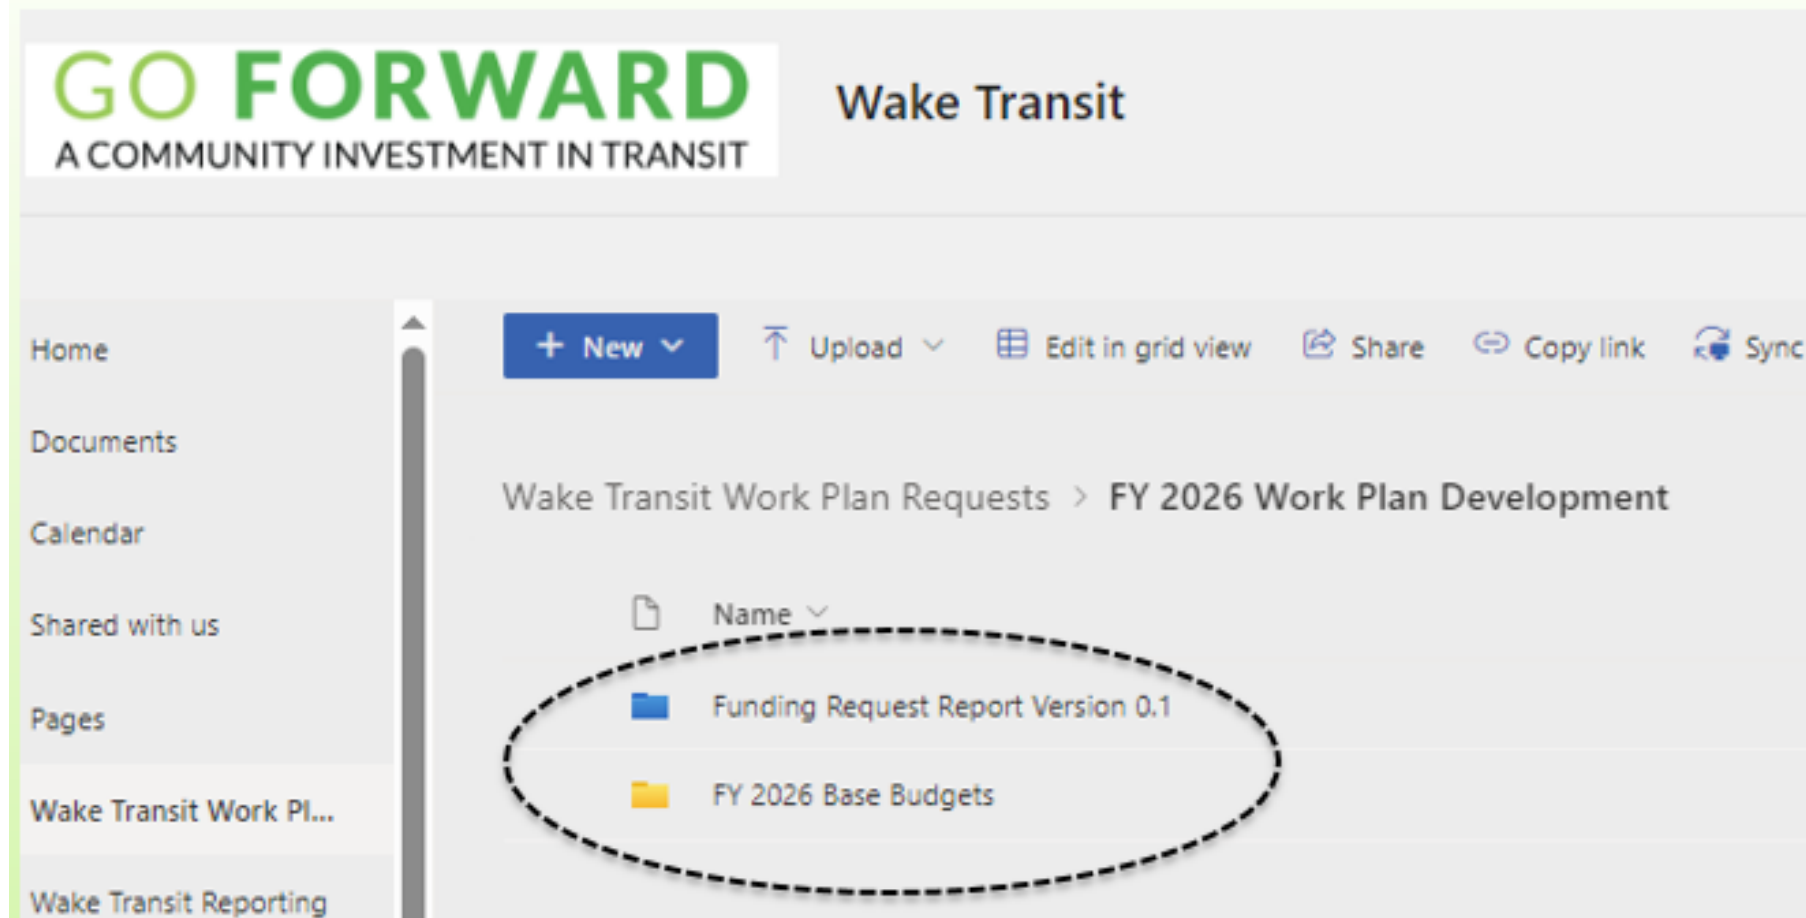 GO FORWARD
A COMMUNITY INVESTMENT IN TRANSIT
Wake Transit
Home
Documents
Calendar
Shared with us
Pages
Wake Transit Work Pl...
Wake Transit Reporting
+ New
Upload
Edit in grid view
Share
Copy link
Sync
Wake Transit Work Plan Requests > FY 2026 Work Plan Development
Name
Funding Request Report Version 0.1
FY 2026 Base Budgets